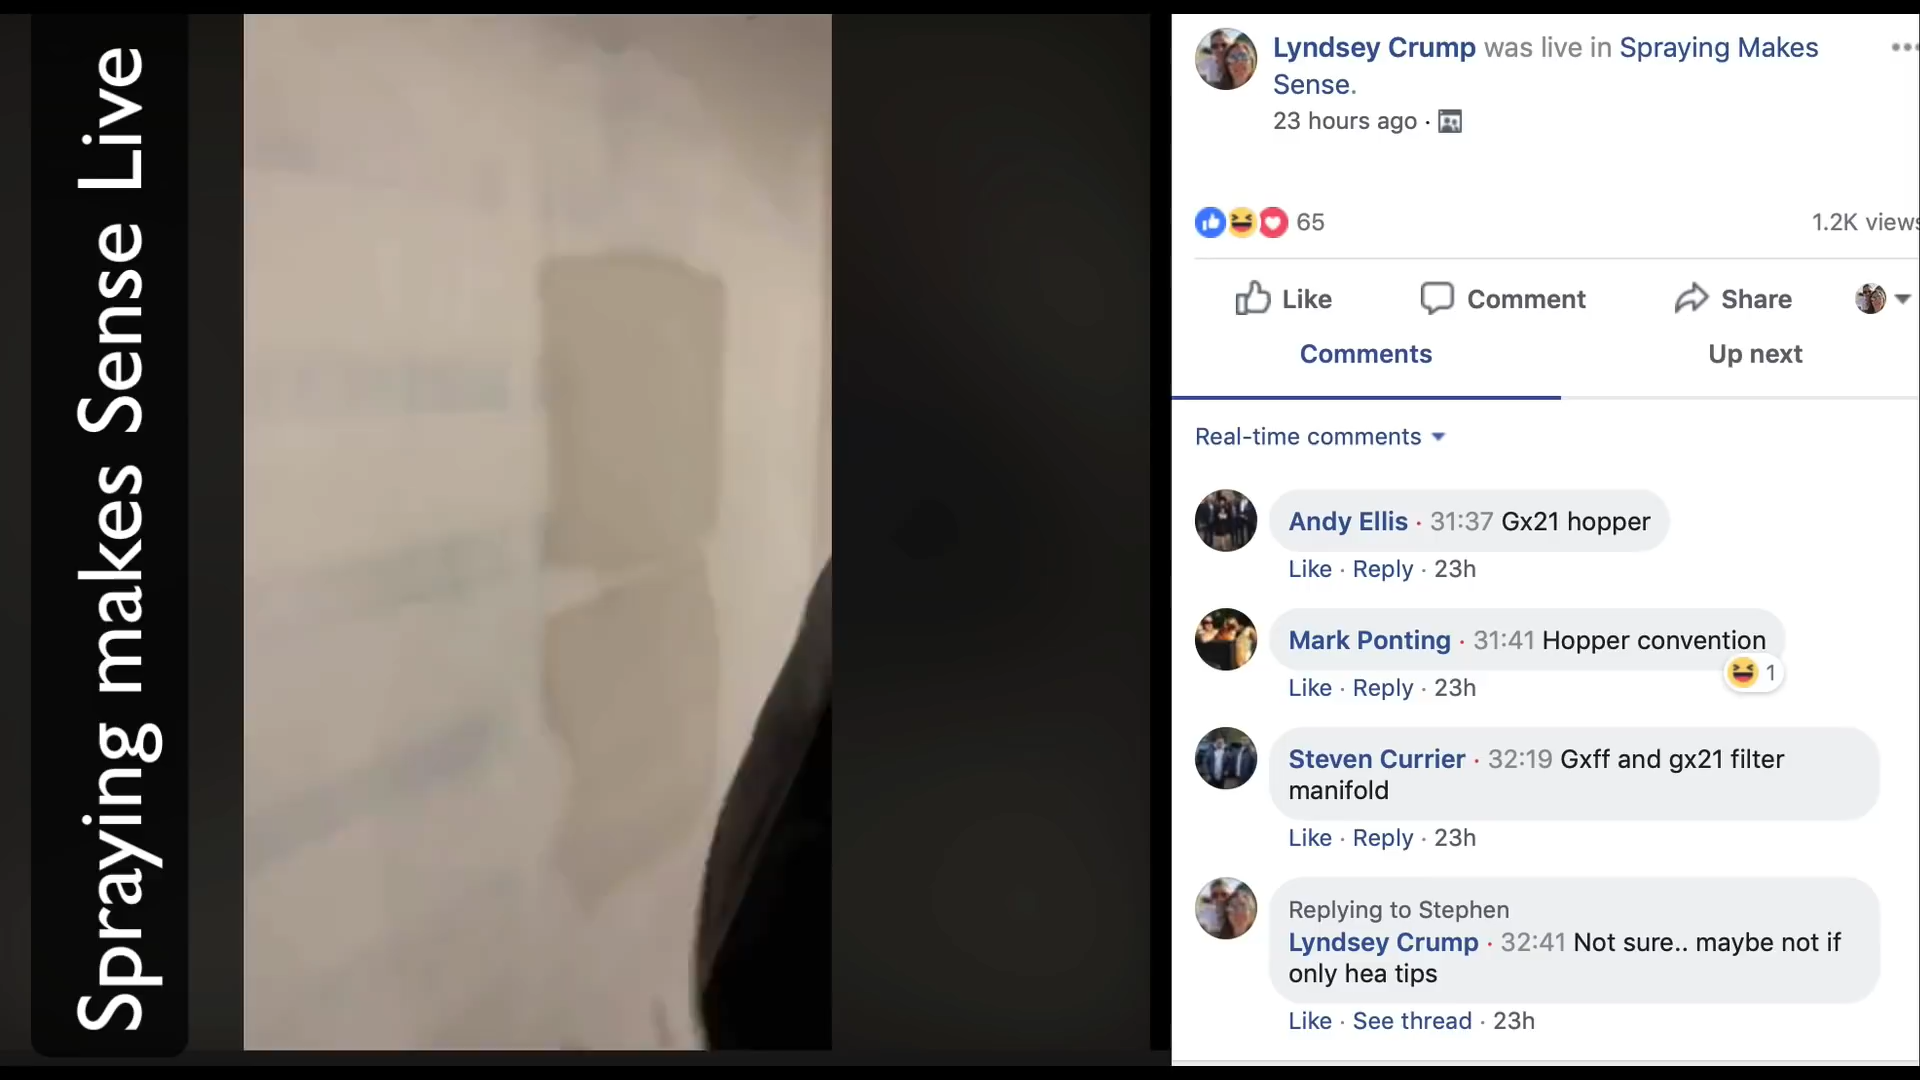 Spraying makes Sense Live
Lyndsey Crump was live in Spraying Makes
Sense.
23 hours ago ·
65
1.2K views
Like
Comment
Share
Comments
Up next
Real-time comments
Andy Ellis · 31:37 Gx21 hopper
Like · Reply · 23h
Mark Ponting · 31:41 Hopper convention
1
Like · Reply · 23h
Steven Currier · 32:19 Gxff and gx21 filter
manifold
Like · Reply · 23h
Replying to Stephen
Lyndsey Crump · 32:41 Not sure.. maybe not if
only hea tips
Like · See thread · 23h